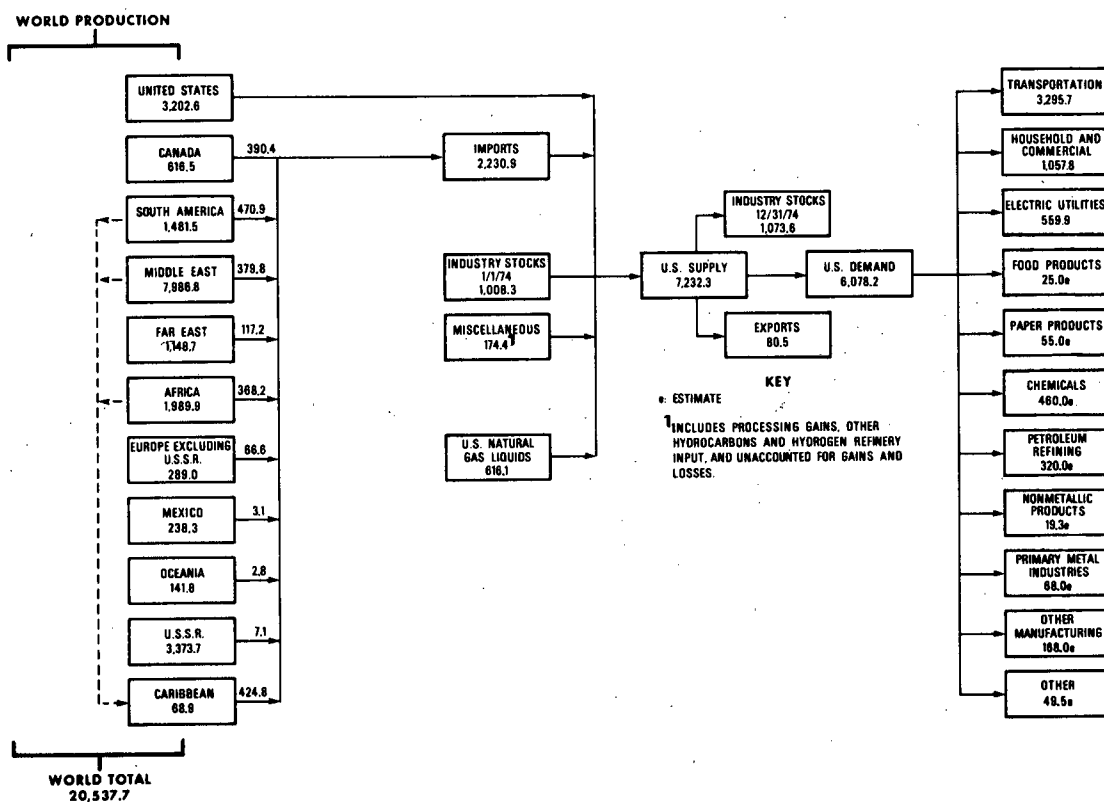 WORLD PRODUCTION
UNITED STATES
3,202.6
CANADA
616.5
390.4
SOUTH AMERICA
1,481.5
470.9
MIDDLE EAST
7,986.8
379.8
FAR EAST
1,148.7
117.2
AFRICA
1,989.9
368.2
EUROPE EXCLUDING
U.S.S.R.
289.0
66.6
MEXICO
238.3
3.1
OCEANIA
141.8
2.8
U.S.S.R.
3,373.7
7.1
CARIBBEAN
68.9
424.8
WORLD TOTAL
20,537.7
IMPORTS
2,230.9
INDUSTRY STOCKS
1/1/74
1,008.3
MISCELLANEOUS
174.4 1
U.S. NATURAL
GAS LIQUIDS
616.1
INDUSTRY STOCKS
12/31/74
1,073.6
U.S. SUPPLY
7,232.3
U.S. DEMAND
6,078.2
EXPORTS
80.5
KEY
e: ESTIMATE
1 INCLUDES PROCESSING GAINS, OTHER
HYDROCARBONS AND HYDROGEN REFINERY
INPUT, AND UNACCOUNTED FOR GAINS AND
LOSSES.
TRANSPORTATION
3,295.7
HOUSEHOLD AND
COMMERCIAL
1,057.8
ELECTRIC UTILITIES
559.9
FOOD PRODUCTS
25.0e
PAPER PRODUCTS
55.0e
CHEMICALS
460.0e
PETROLEUM
REFINING
320.0e
NONMETALLIC
PRODUCTS
19.3e
PRIMARY METAL
INDUSTRIES
68.0e
OTHER
MANUFACTURING
168.0e
OTHER
49.5e